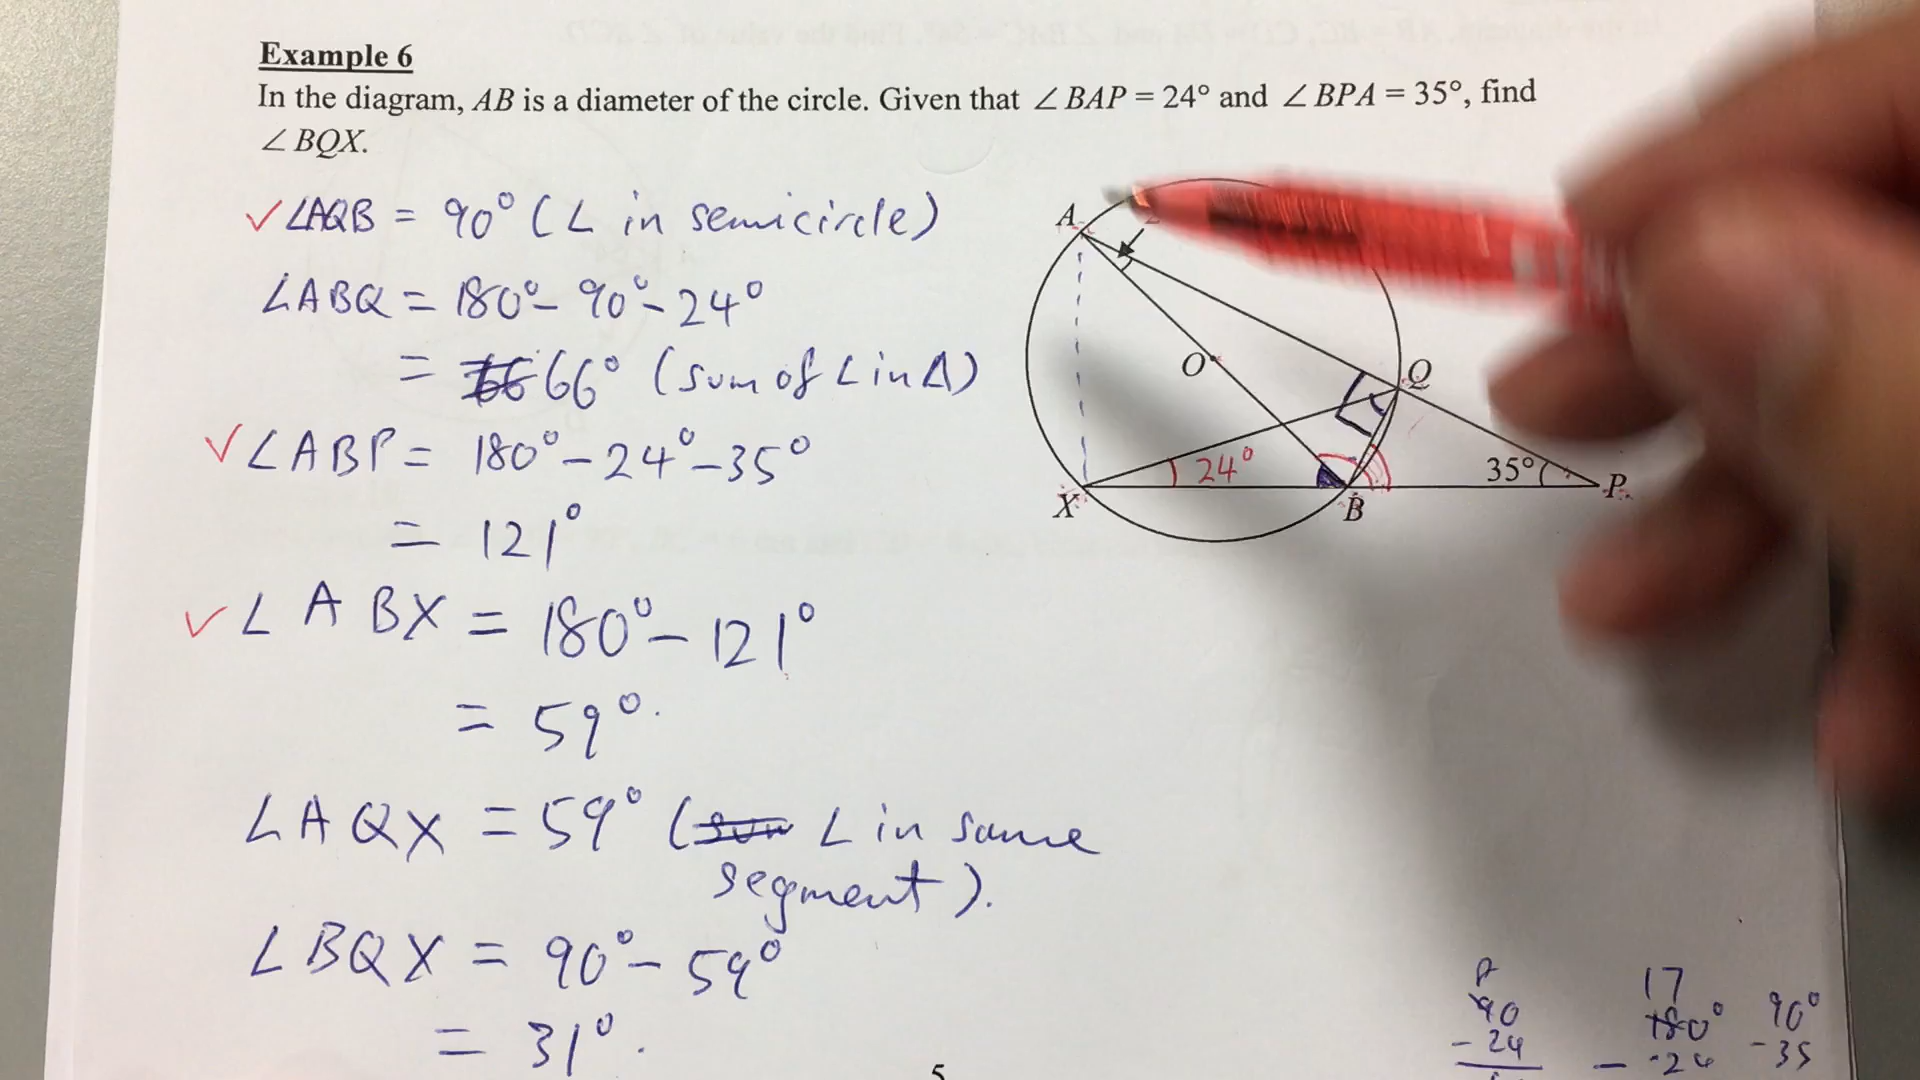 Example 6
In the diagram, AB is a diameter of the circle. Given that ∠BAP = 24° and ∠BPA = 35°, find
∠BQX.
✓∠AQB = 90° (∠ in semicircle)
∠ABQ = 180° - 90° - 24°
= 66° (sum of ∠ in Δ)
✓∠ABP = 180° - 24° - 35°
= 121°
✓∠ABX = 180° - 121°
= 59°.
∠AQX = 59° (∠ in same
segment).
∠BQX = 90° - 59°
= 31°.
A
O
Q
24°
35°
P
X
B
17
90
180°
90°
- 24
- 24
- 35
5